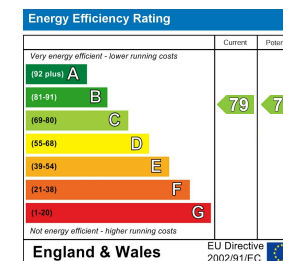 Energy Efficiency Rating
Current
Very energy efficient - lower running costs
(92 plus) A
(81-91) B
79
(69-80) C
(55-68) D
(39-54) E
(21-38) F
(1-20) G
Not energy efficient - higher running costs
England & Wales
EU Directive
2002/91/EC